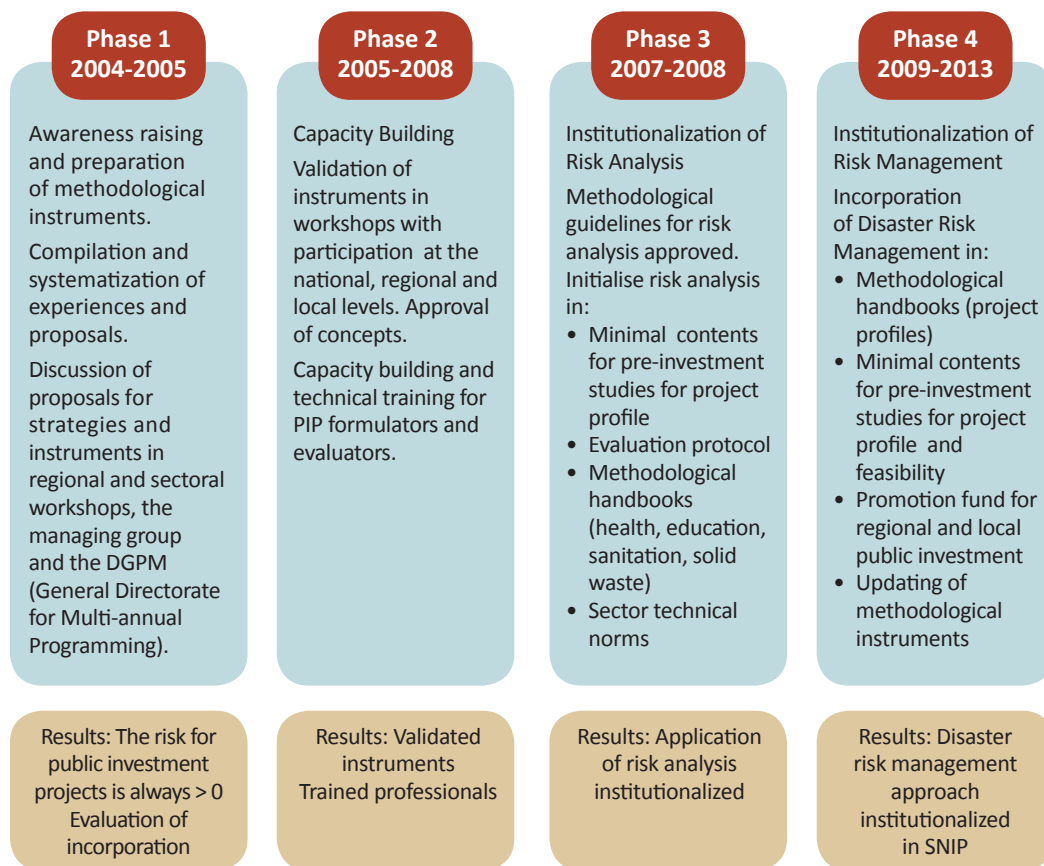 Phase 1
2004-2005
Awareness raising
and preparation
of methodological
instruments.
Compilation and
systematization of
experiences and
proposals.
Discussion of
proposals for
strategies and
instruments in
regional and sectoral
workshops, the
managing group
and the DGPM
(General Directorate
for Multi-annual
Programming).
Results: The risk for
public investment
projects is always > 0
Evaluation of
incorporation
Phase 2
2005-2008
Capacity Building
Validation of
instruments in
workshops with
participation at the
national, regional and
local levels. Approval
of concepts.
Capacity building and
technical training for
PIP formulators and
evaluators.
Results: Validated
instruments
Trained professionals
Phase 3
2007-2008
Institutionalization of
Risk Analysis
Methodological
guidelines for risk
analysis approved.
Initialise risk analysis
in:
• Minimal contents
for pre-investment
studies for project
profile
• Evaluation protocol
• Methodological
handbooks
(health, education,
sanitation, solid
waste)
• Sector technical
norms
Results: Application
of risk analysis
institutionalized
Phase 4
2009-2013
Institutionalization of
Risk Management
Incorporation
of Disaster Risk
Management in:
• Methodological
handbooks (project
profiles)
• Minimal contents
for pre-investment
studies for project
profile and
feasibility
• Promotion fund for
regional and local
public investment
• Updating of
methodological
instruments
Results: Disaster
risk management
approach
institutionalized
in SNIP